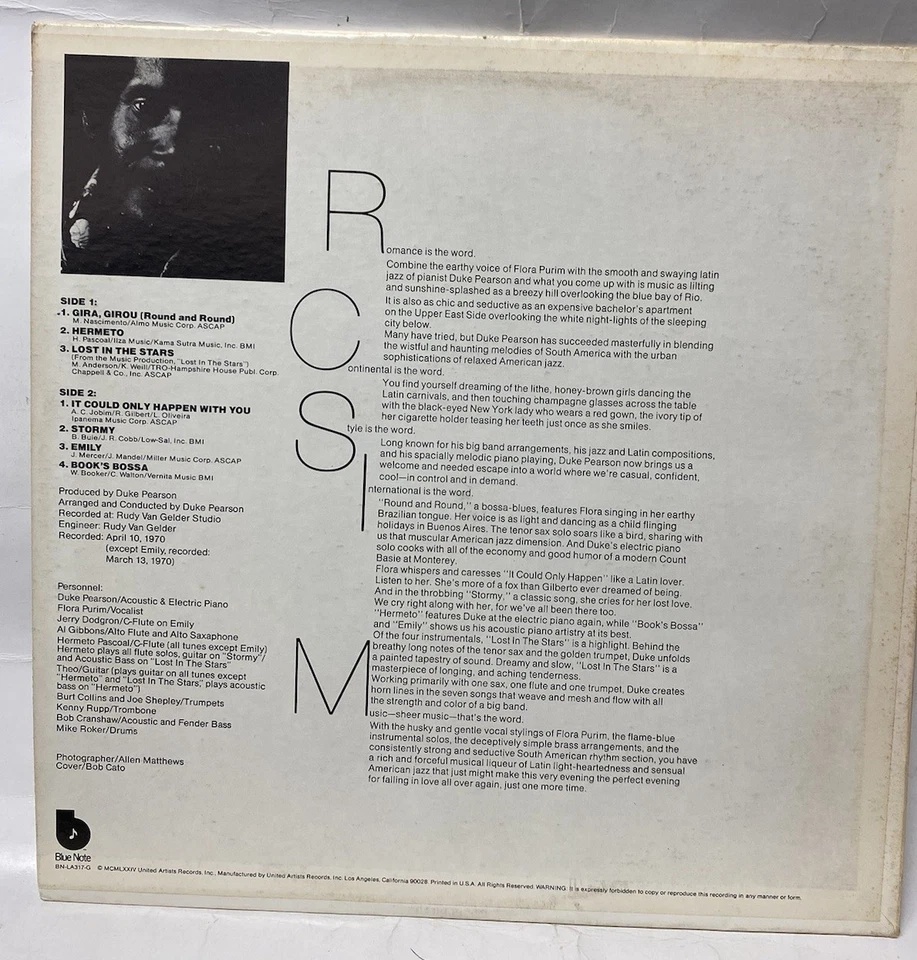 SIDE 1:
1. GIRA, GIROU (Round and Round)
M. Nascimento/Almo Music Corp. ASCAP
2. HERMETO
H. Pascoal/Ilza Music/Kama Sutra Music, Inc. BMI
3. LOST IN THE STARS
(From the Music Production, "Lost In The Stars")
M. Anderson/K. Weill/TRO-Hampshire House Publ. Corp.
Chappell & Co., Inc. ASCAP
SIDE 2:
1. IT COULD ONLY HAPPEN WITH YOU
A. C. Jobim/R. Gilbert/L. Oliveira
Ipanema Music Corp. ASCAP
2. STORMY
B. Buie/J. R. Cobb/Low-Sal, Inc. BMI
3. EMILY
J. Mercer/J. Mandel/Miller Music Corp. ASCAP
4. BOOK'S BOSSA
W. Booker/C. Walton/Vernita Music BMI
Produced by Duke Pearson
Arranged and Conducted by Duke Pearson
Recorded at: Rudy Van Gelder Studio
Engineer: Rudy Van Gelder
Recorded: April 10, 1970
(except Emily, recorded:
March 13, 1970)
Personnel:
Duke Pearson/Acoustic & Electric Piano
Flora Purim/Vocalist
Jerry Dodgron/C-Flute on Emily
Al Gibbons/Alto Flute and Alto Saxaphone
Hermeto Pascoal/C-Flute (all tunes except Emily)
Hermeto plays all flute solos, guitar on "Stormy"/
and Acoustic Bass on "Lost In The Stars"
Theo/Guitar (plays guitar on all tunes except
"Hermeto" and "Lost In The Stars," plays acoustic
bass on "Hermeto")
Burt Collins and Joe Shepley/Trumpets
Kenny Rupp/Trombone
Bob Cranshaw/Acoustic and Fender Bass
Mike Roker/Drums
Photographer/Allen Matthews
Cover/Bob Cato
Romance is the word.
Combine the earthy voice of Flora Purim with the smooth and swaying latin
jazz of pianist Duke Pearson and what you come up with is music as lilting
and sunshine-splashed as a breezy hill overlooking the blue bay of Rio.
It is also as chic and seductive as an expensive bachelor's apartment
on the Upper East Side overlooking the white night-lights of the sleeping
city below.
Many have tried, but Duke Pearson has succeeded masterfully in blending
the wistful and haunting melodies of South America with the urban
sophistications of relaxed American jazz.
Continental is the word.
You find yourself dreaming of the lithe, honey-brown girls dancing the
Latin carnivals, and then touching champagne glasses across the table
with the black-eyed New York lady who wears a red gown, the ivory tip of
her cigarette holder teasing her teeth just once as she smiles.
Style is the word.
Long known for his big band arrangements, his jazz and Latin compositions,
and his spacially melodic piano playing, Duke Pearson now brings us a
welcome and needed escape into a world where we're casual, confident,
cool—in control and in demand.
International is the word.
"Round and Round," a bossa-blues, features Flora singing in her earthy
Brazilian tongue. Her voice is as light and dancing as a child flinging
holidays in Buenos Aires. The tenor sax solo soars like a bird, sharing with
us that muscular American jazz dimension. And Duke's electric piano
solo cooks with all of the economy and good humor of a modern Count
Basie at Monterey.
Flora whispers and caresses "It Could Only Happen" like a Latin lover.
Listen to her. She's more of a fox than Gilberto ever dreamed of being.
And in the throbbing "Stormy," a classic song, she cries for her lost love.
We cry right along with her, for we've all been there too.
"Hermeto" features Duke at the electric piano again, while "Book's Bossa"
and "Emily" shows us his acoustic piano artistry at its best.
Of the four instrumentals, "Lost In The Stars" is a highlight. Behind the
breathy long notes of the tenor sax and the golden trumpet, Duke unfolds
a painted tapestry of sound. Dreamy and slow, "Lost In The Stars" is a
masterpiece of longing, and aching tenderness.
Working primarily with one sax, one flute and one trumpet, Duke creates
horn lines in the seven songs that weave and mesh and flow with all
the strength and color of a big band.
Music—sheer music—that's the word.
With the husky and gentle vocal stylings of Flora Purim, the flame-blue
instrumental solos, the deceptively simple brass arrangements, and the
consistently strong and seductive South American rhythm section, you have
a rich and forceful musical liqueur of Latin light-heartedness and sensual
American jazz that just might make this very evening the perfect evening
for falling in love all over again, just one more time.
Blue Note
BN-LA317-G © MCMLXXIV United Artists Records, Inc., Manufactured by United Artists Records, Inc. Los Angeles, California 90028. Printed in U.S.A. All Rights Reserved. WARNING: It is expressly forbidden to copy or reproduce this recording in any manner or form.